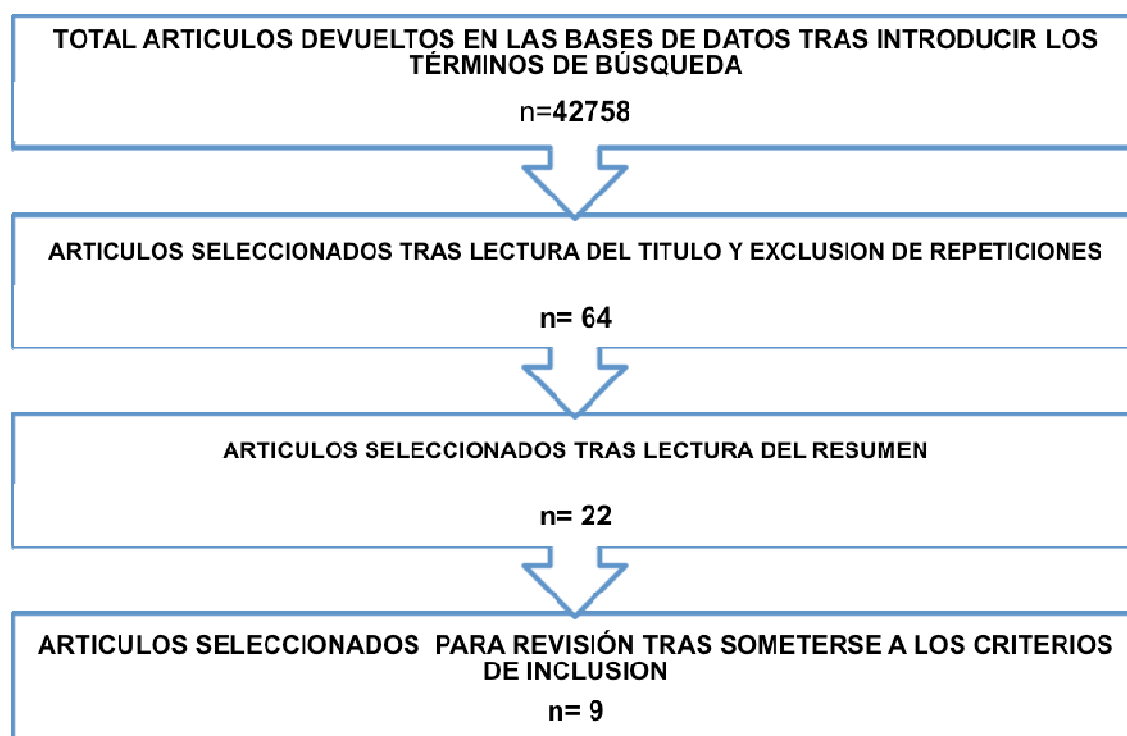 TOTAL ARTICULOS DEVUELTOS EN LAS BASES DE DATOS TRAS INTRODUCIR LOS
TÉRMINOS DE BÚSQUEDA
n=42758
ARTICULOS SELECCIONADOS TRAS LECTURA DEL TITULO Y EXCLUSION DE REPETICIONES
n= 64
ARTICULOS SELECCIONADOS TRAS LECTURA DEL RESUMEN
n= 22
ARTICULOS SELECCIONADOS PARA REVISIÓN TRAS SOMETERSE A LOS CRITERIOS
DE INCLUSION
n= 9